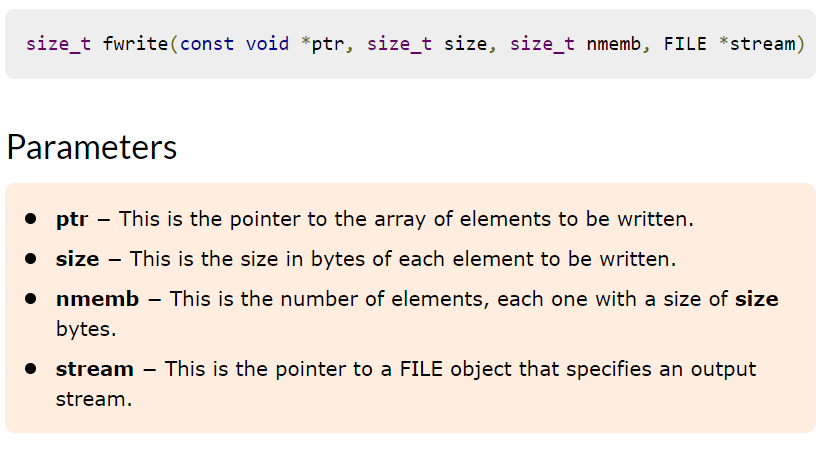 size_t fwrite(const void *ptr, size_t size, size_t nmemb, FILE *stream)
Parameters
● ptr − This is the pointer to the array of elements to be written.
● size − This is the size in bytes of each element to be written.
● nmemb − This is the number of elements, each one with a size of size
bytes.
● stream − This is the pointer to a FILE object that specifies an output
stream.